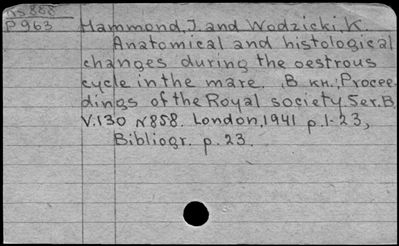 N858
P963
Hammond, J. and Wodzicki, K.
Anatomical and histological
changes during the oestrous
cycle in the mare. В кн.: Procee-
dings of the Royal society. Ser. B,
V.130 N858. London, 1941 p. 1-23,
Bibliogr. p. 23.